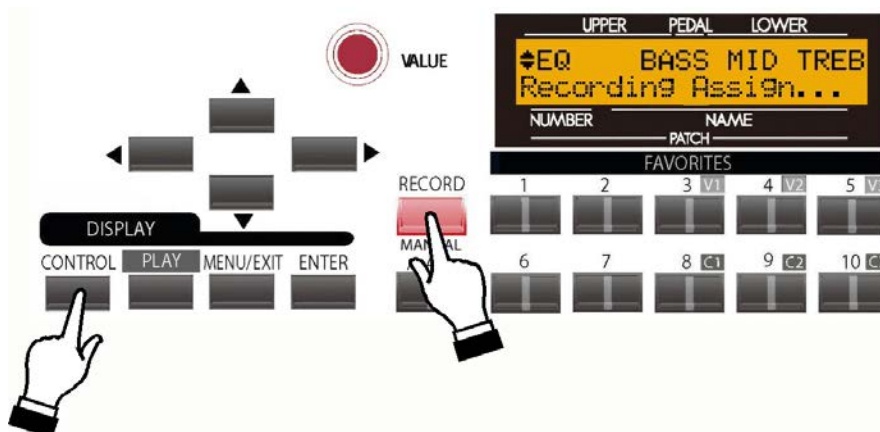 UPPER PEDAL LOWER
VALUE
EQ BASS MID TREB
Recording Assign...
NUMBER NAME
PATCH
FAVORITES
RECORD 1 2 3 V1 4 V2 5
DISPLAY
CONTROL PLAY MENU/EXIT ENTER
6 7 8 C1 9 C2 10